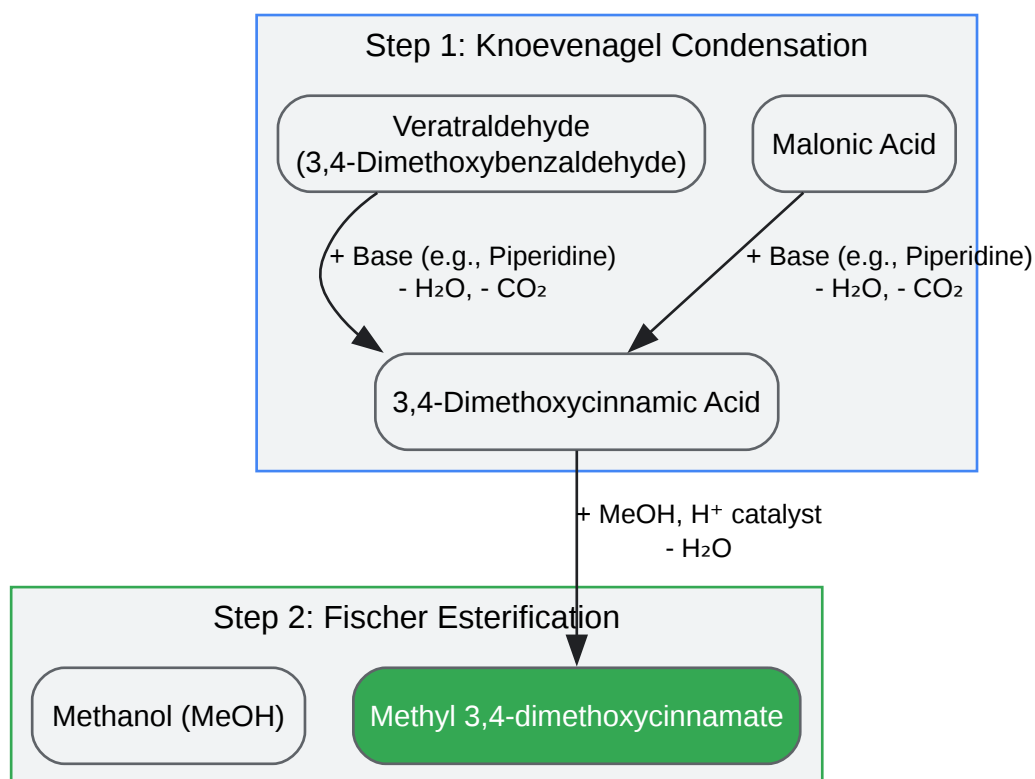 Step 1: Knoevenagel Condensation
Veratraldehyde
(3,4-Dimethoxybenzaldehyde)
Malonic Acid
+ Base (e.g., Piperidine)
- H₂O, - CO₂
+ Base (e.g., Piperidine)
- H₂O, - CO₂
3,4-Dimethoxycinnamic Acid
+ MeOH, H⁺ catalyst
- H₂O
Step 2: Fischer Esterification
Methanol (MeOH)
Methyl 3,4-dimethoxycinnamate